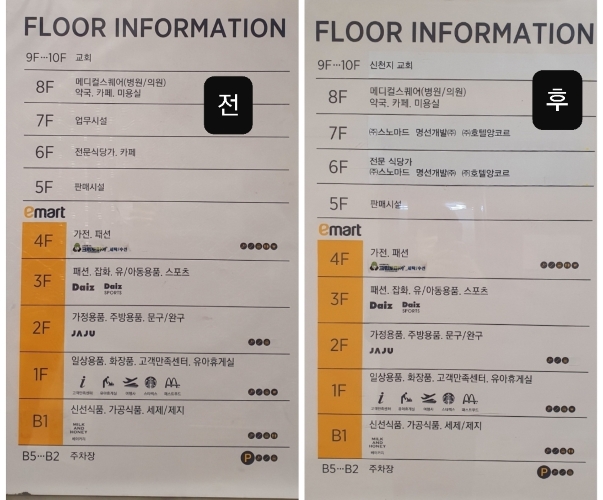 FLOOR INFORMATION
전
9F···10F 교회
8F 메디컬스퀘어(병원/의원)
약국, 카페, 미용실
7F 업무시설
6F 전문식당가, 카페
5F 판매시설
emart
4F 가전, 패션
3F 패션, 잡화, 유/아동용품, 스포츠
Daiz Daiz SPORTS
2F 가정용품, 주방용품, 문구/완구
JAJU
1F 일상용품, 화장품, 고객만족센터, 유아휴게실
B1 신선식품, 가공식품, 세제/제지
MILK AND HONEY
B5···B2 주차장 P
FLOOR INFORMATION
후
9F···10F 신천지 교회
8F 메디컬스퀘어(병원/의원)
약국, 카페, 미용실
7F ㈜스노마드 명선개발㈜ ㈜호텔앙코르
6F 전문 식당가
㈜스노마드 명선개발㈜ ㈜호텔앙코르
5F 판매시설
emart
4F 가전, 패션
3F 패션, 잡화, 유/아동용품, 스포츠
Daiz Daiz SPORTS
2F 가정용품, 주방용품, 문구/완구
JAJU
1F 일상용품, 화장품, 고객만족센터, 유아휴게실
B1 신선식품, 가공식품, 세제/제지
MILK AND HONEY
B5···B2 주차장 P